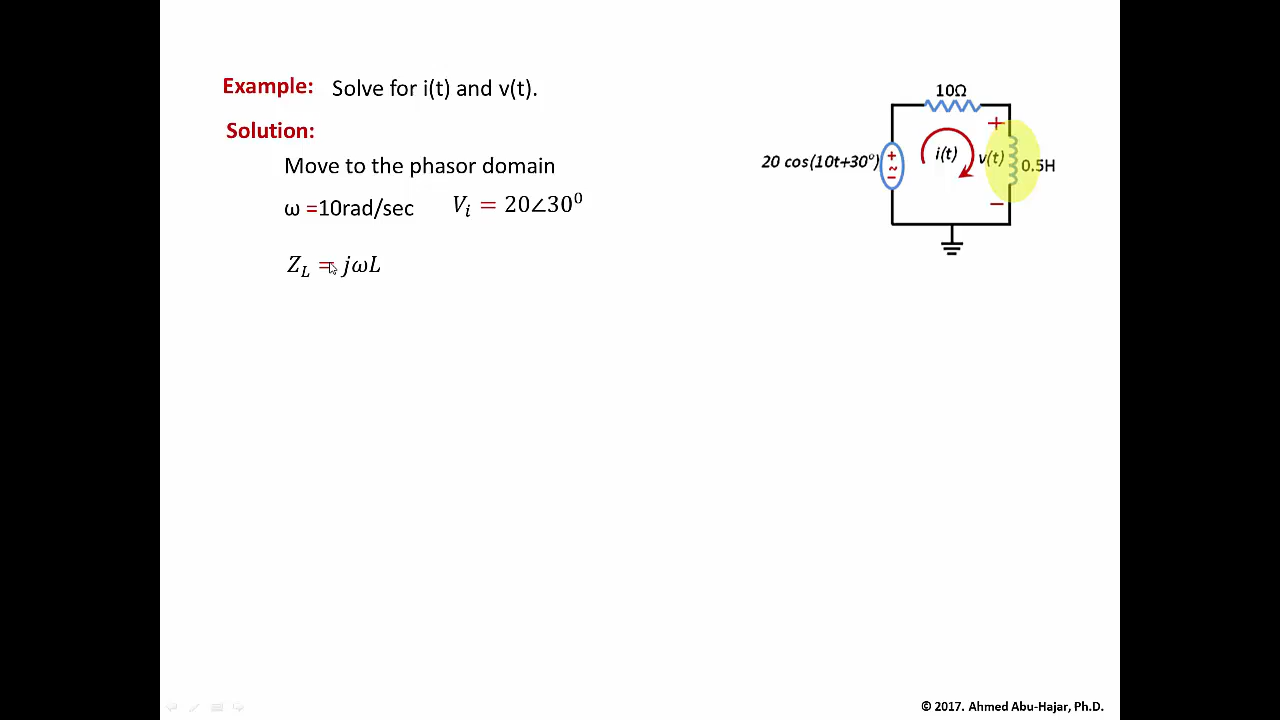 Example: Solve for i(t) and v(t).
Solution:
Move to the phasor domain
ω =10rad/sec
V_i = 20∠30⁰
Z_L = jωL
10Ω
20 cos(10t+30°)
+
~
−
i(t)
+
v(t)
−
0.5H
© 2017. Ahmed Abu-Hajar, Ph.D.